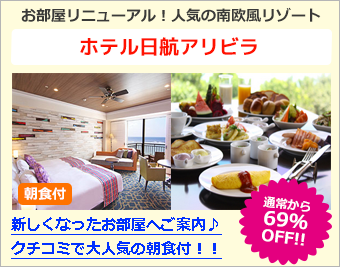 お部屋リニューアル！人気の南欧風リゾート
ホテル日航アリビラ
朝食付
新しくなったお部屋へご案内♪
クチコミで大人気の朝食付！！
通常から
69%
OFF!!